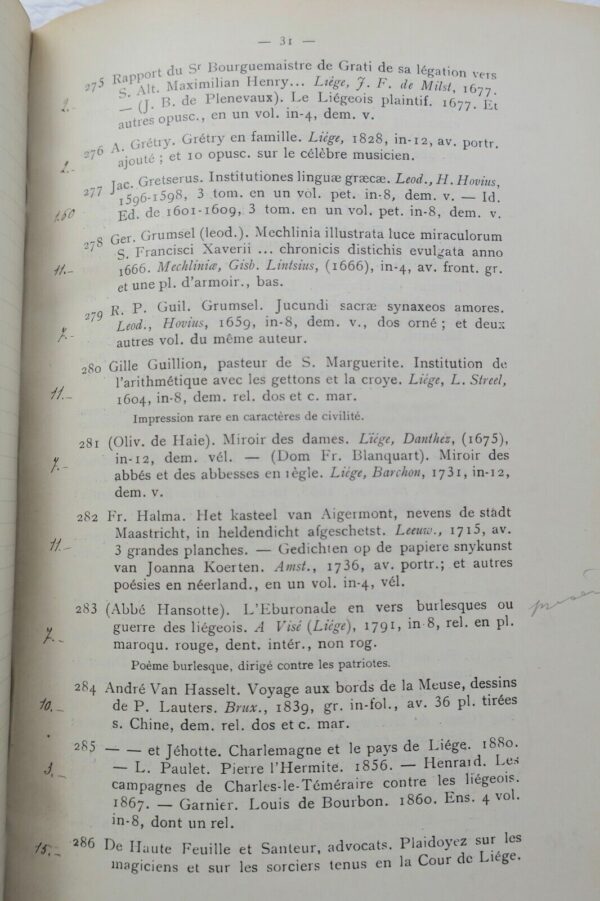 — 31 —
275 Rapport du Sr Bourguemaistre de Grati de sa légation vers
S. Alt. Maximilian Henry... Liége, J. F. de Milst, 1677.
— (J. B. de Plenevaux). Le Liégeois plaintif. 1677. Et
autres opusc., en un vol. in-4, dem. v.
2.-
276 A. Grétry. Grétry en famille. Liége, 1828, in-12, av. portr.
ajouté ; et 10 opusc. sur le célèbre musicien.
2.-
277 Jac. Gretserus. Institutiones linguæ græcæ. Leod., H. Hovius,
1596-1598, 3 tom. en un vol. pet. in-8, dem. v. — Id.
Ed. de 1601-1609, 3 tom. en un vol. pet. in-8, dem. v.
1.50
278 Ger. Grumsel (leod.). Mechlinia illustrata luce miraculorum
S. Francisci Xaverii ... chronicis distichis evulgata anno
1666. Mechliniæ, Gisb. Lintsius, (1666), in-4, av. front. gr.
et une pl. d'armoir., bas.
11.-
279 R. P. Guil. Grumsel. Jucundi sacræ synaxeos amores.
Leod., Hovius, 1659, in-8, dem. v., dos orné ; et deux
autres vol. du même auteur.
7.-
280 Gille Guillion, pasteur de S. Marguerite. Institution de
l'arithmétique avec les gettons et la croye. Liége, L. Streel,
1604, in-8, dem. rel. dos et c. mar.
11.-
Impression rare en caractères de civilité.
281 (Oliv. de Haie). Miroir des dames. Liége, Danthez, (1675),
in-12, dem. vél. — (Dom Fr. Blanquart). Miroir des
abbés et des abbesses en règle. Liége, Barchon, 1731, in-12,
dem. v.
7.-
282 Fr. Halma. Het kasteel van Aigermont, nevens de stadt
Maastricht, in heldendicht afgeschetst. Leeuw., 1715, av.
3 grandes planches. — Gedichten op de papiere snykunst
van Joanna Koerten. Amst., 1736, av. portr.; et autres
poésies en néerland., en un vol. in-4, vél.
11.-
283 (Abbé Hansotte). L'Eburonade en vers burlesques ou
guerre des liégeois. A Visé (Liége), 1791, in-8, rel. en pl.
maroqu. rouge, dent. intér., non rog.
7.-
Poème burlesque, dirigé contre les patriotes.
284 André Van Hasselt. Voyage aux bords de la Meuse, dessins
de P. Lauters. Brux., 1839, gr. in-fol., av. 36 pl. tirées
s. Chine, dem. rel. dos et c. mar.
10.-
285 — — et Jéhotte. Charlemagne et le pays de Liége. 1880.
— L. Paulet. Pierre l'Hermite. 1856. — Henrard. Les
campagnes de Charles-le-Téméraire contre les liégeois.
1867. — Garnier. Louis de Bourbon. 1860. Ens. 4 vol.
in-8, dont un rel.
3.-
286 De Haute Feuille et Santeur, advocats. Plaidoyez sur les
magiciens et sur les sorciers tenus en la Cour de Liége.
15.-